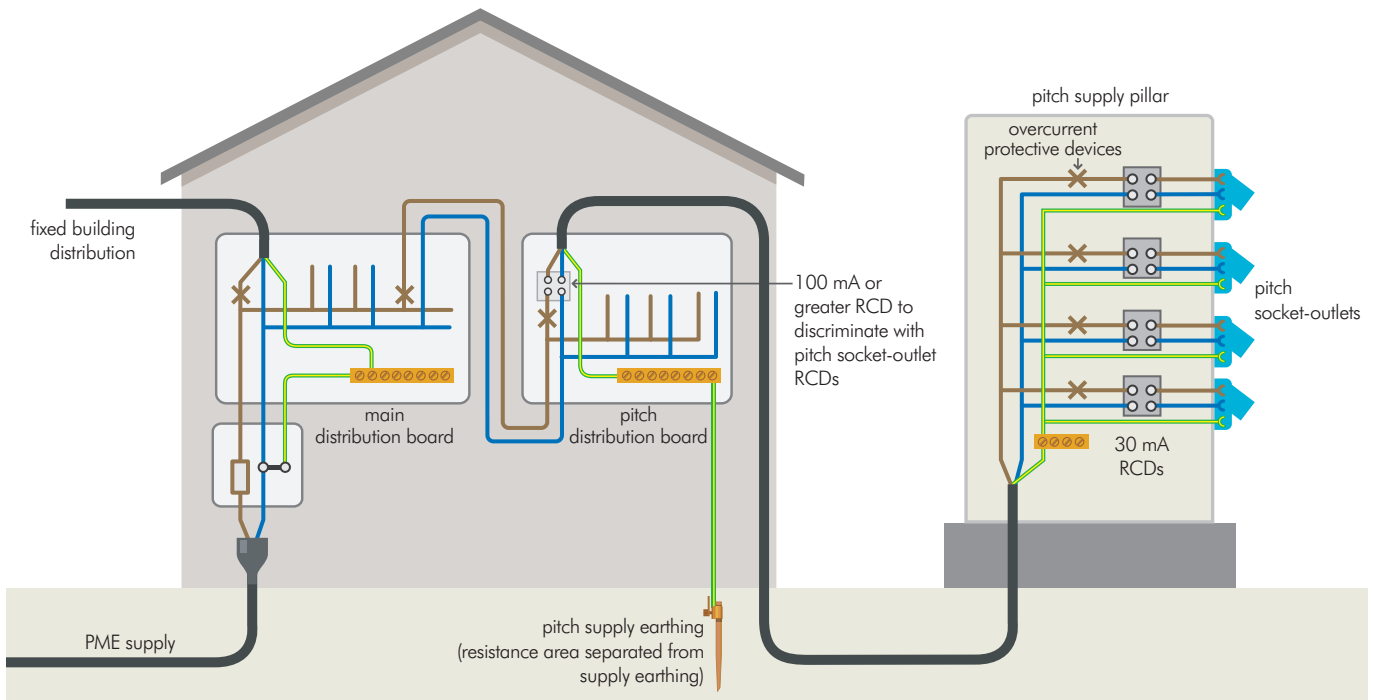 pitch supply pillar
overcurrent
protective devices
fixed building
distribution
100 mA or
greater RCD to
discriminate with
pitch socket-outlet
RCDs
pitch
socket-outlets
main
distribution board
pitch
distribution board
30 mA
RCDs
PME supply
pitch supply earthing
(resistance area separated from
supply earthing)